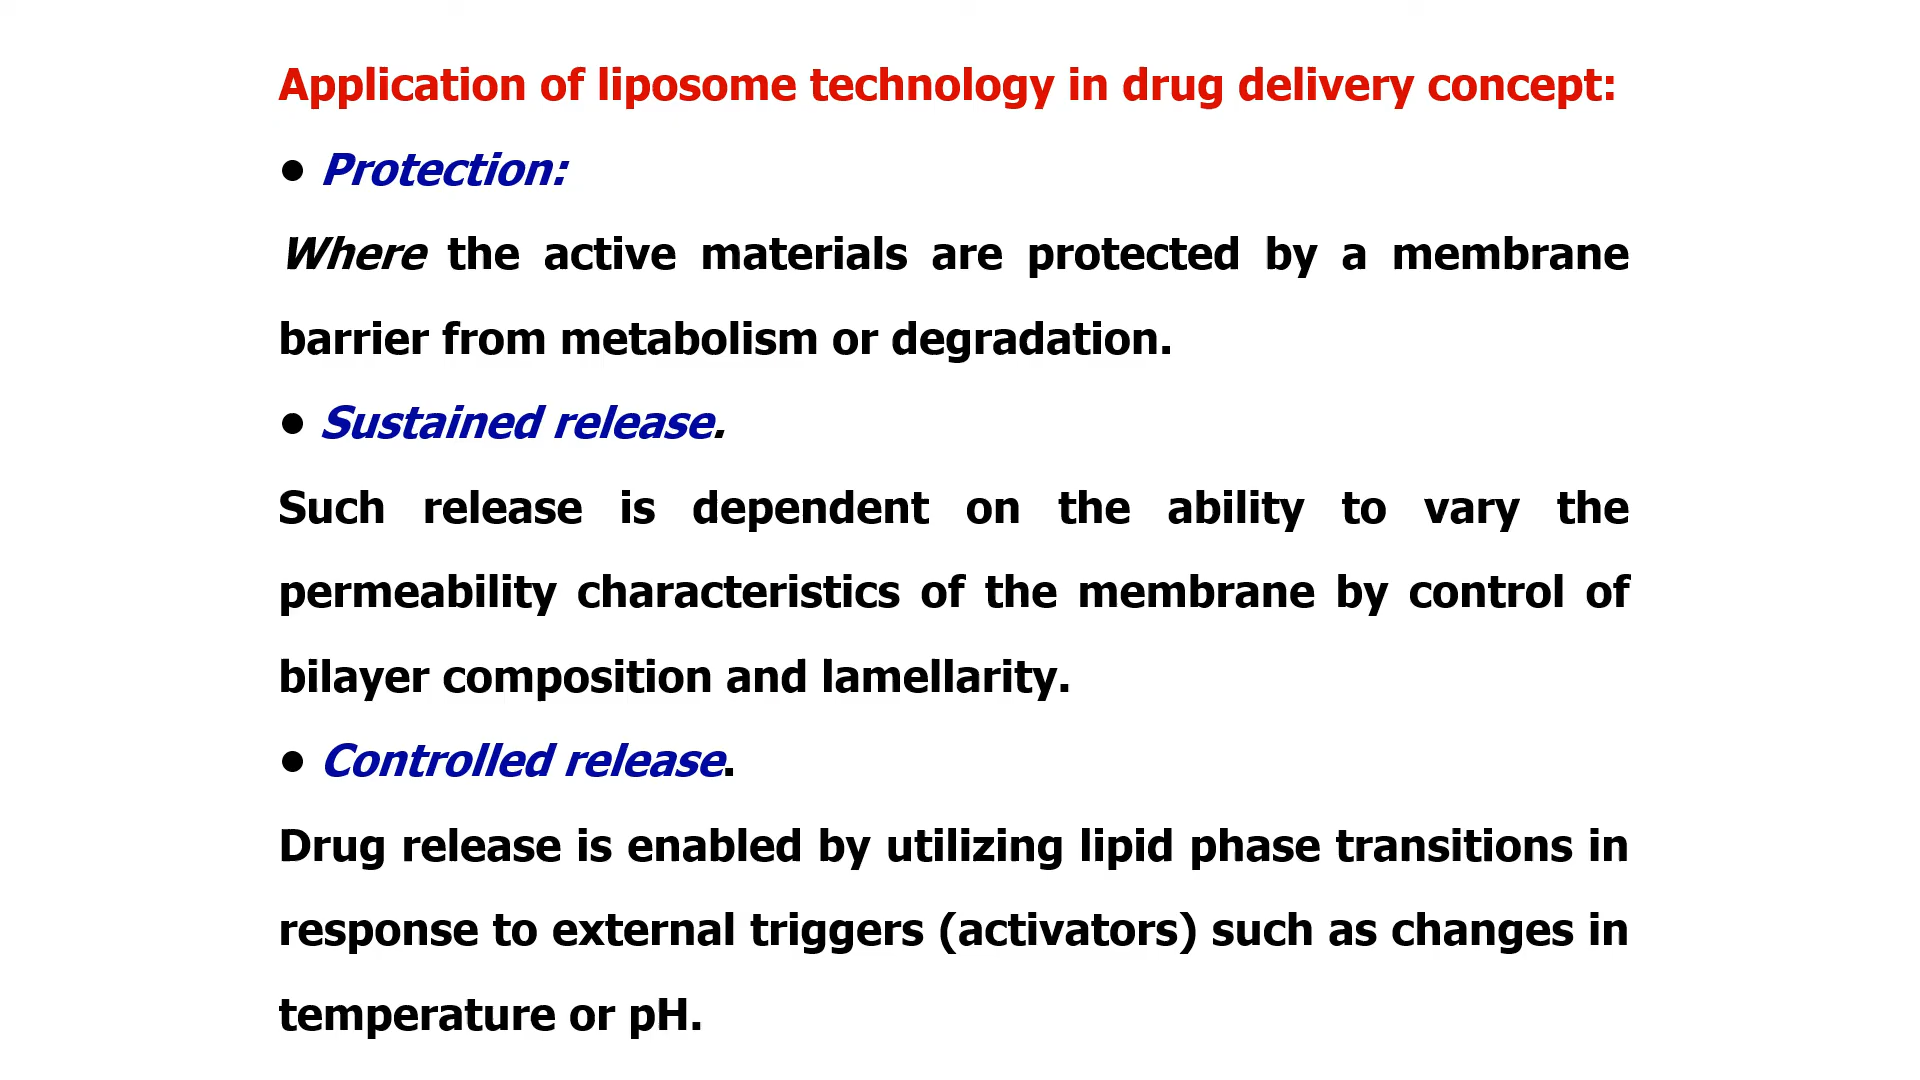 Application of liposome technology in drug delivery concept:
● Protection:
Where the active materials are protected by a membrane
barrier from metabolism or degradation.
● Sustained release.
Such release is dependent on the ability to vary the
permeability characteristics of the membrane by control of
bilayer composition and lamellarity.
● Controlled release.
Drug release is enabled by utilizing lipid phase transitions in
response to external triggers (activators) such as changes in
temperature or pH.